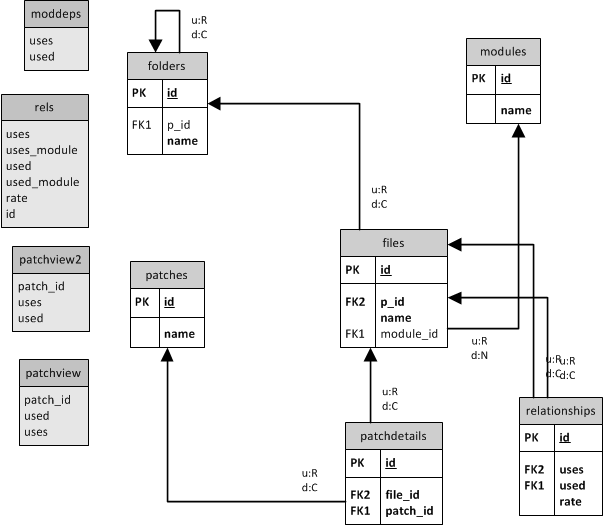 moddeps
uses
used
rels
uses
uses_module
used
used_module
rate
id
patchview2
patch_id
uses
used
patchview
patch_id
used
uses
u:R
d:C
folders
PK id
FK1 p_id
name
modules
PK id
name
u:R
d:C
files
PK id
FK2 p_id
name
FK1 module_id
u:R
d:N
patches
PK id
name
u:R
d:C
u:R
d:C
u:R
d:C
patchdetails
PK id
FK2 file_id
FK1 patch_id
u:R
d:C
relationships
PK id
FK2 uses
FK1 used
rate